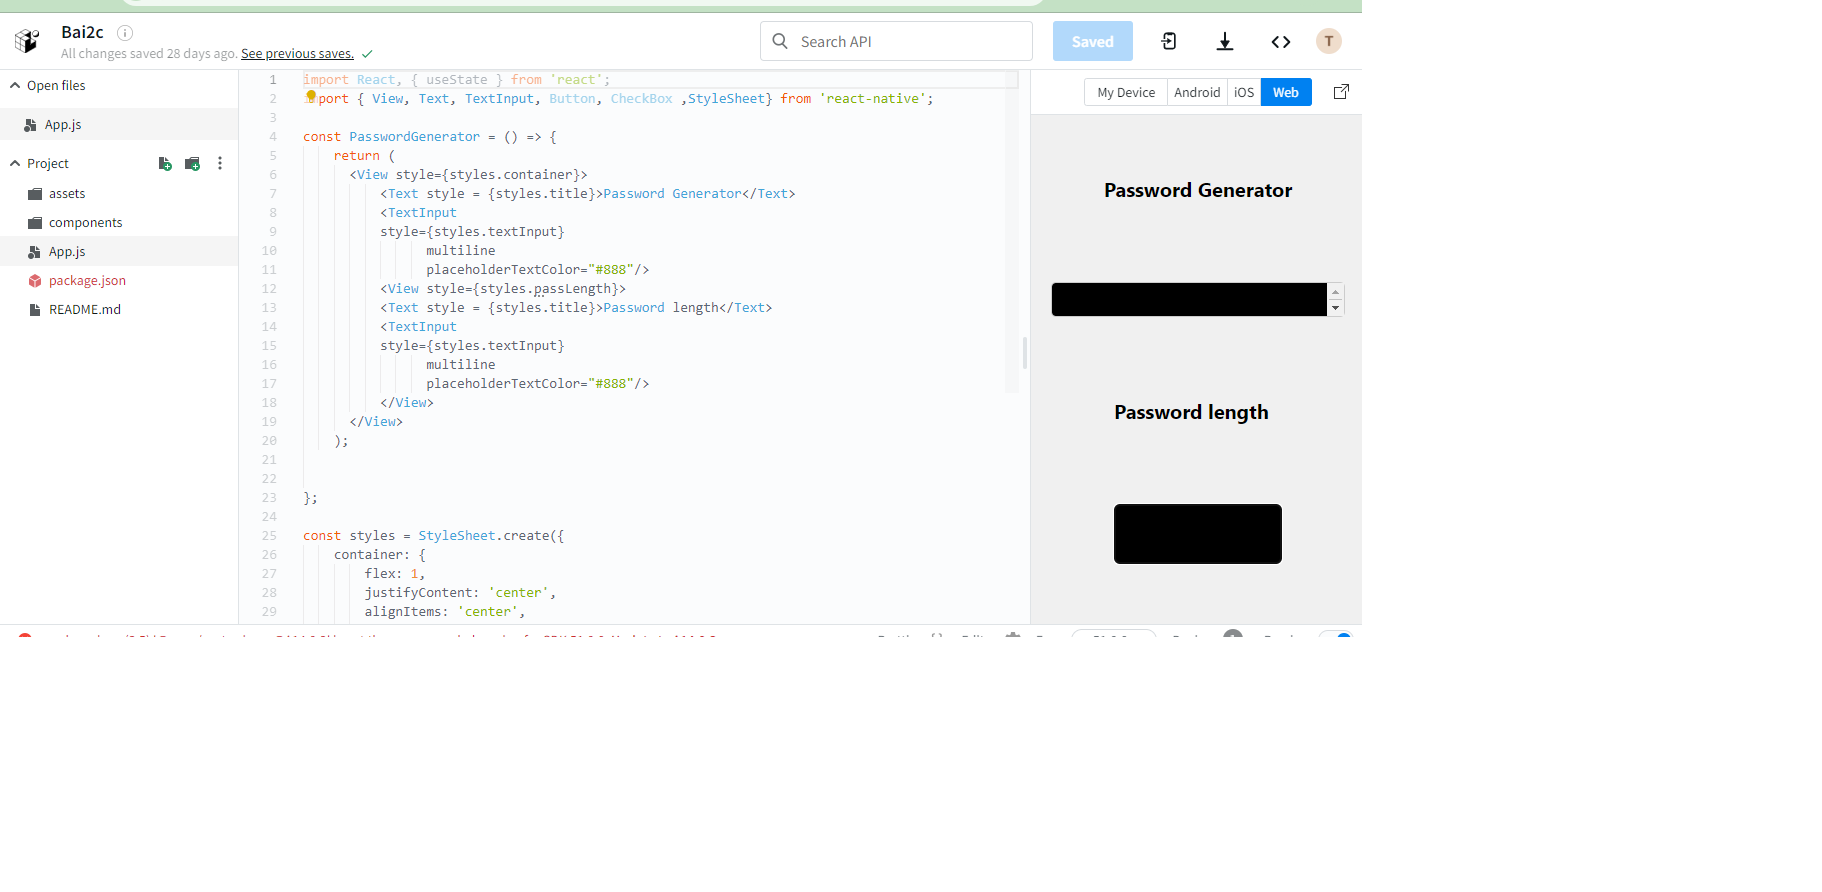 Bai2c
All changes saved 28 days ago. See previous saves.
Search API
Saved
T
Open files
App.js
Project
assets
components
App.js
package.json
README.md
1 import React, { useState } from 'react';
2 import { View, Text, TextInput, Button, CheckBox ,StyleSheet} from 'react-native';
3
4 const PasswordGenerator = () => {
5 return (
6 <View style={styles.container}>
7 <Text style = {styles.title}>Password Generator</Text>
8 <TextInput
9 style={styles.textInput}
10 multiline
11 placeholderTextColor="#888"/>
12 <View style={styles.passLength}>
13 <Text style = {styles.title}>Password length</Text>
14 <TextInput
15 style={styles.textInput}
16 multiline
17 placeholderTextColor="#888"/>
18 </View>
19 </View>
20 );
21
22
23 };
24
25 const styles = StyleSheet.create({
26 container: {
27 flex: 1,
28 justifyContent: 'center',
29 alignItems: 'center',
My Device Android iOS Web
Password Generator
Password length